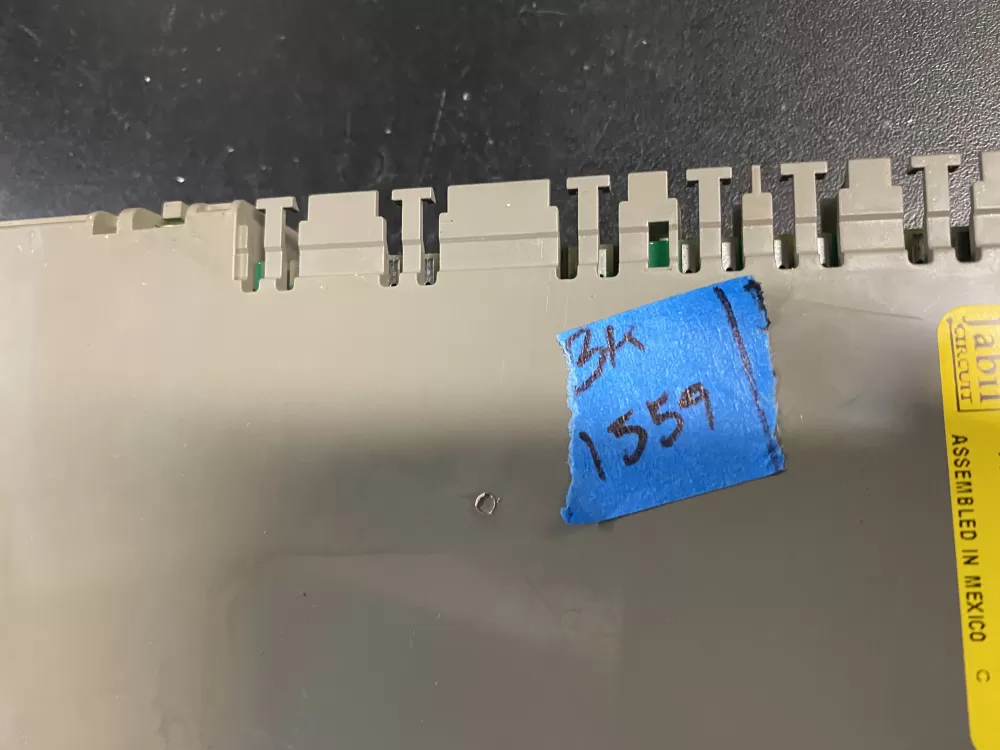 3K
1559
Jabil
CIRCUIT
ASSEMBLED IN MEXICO C